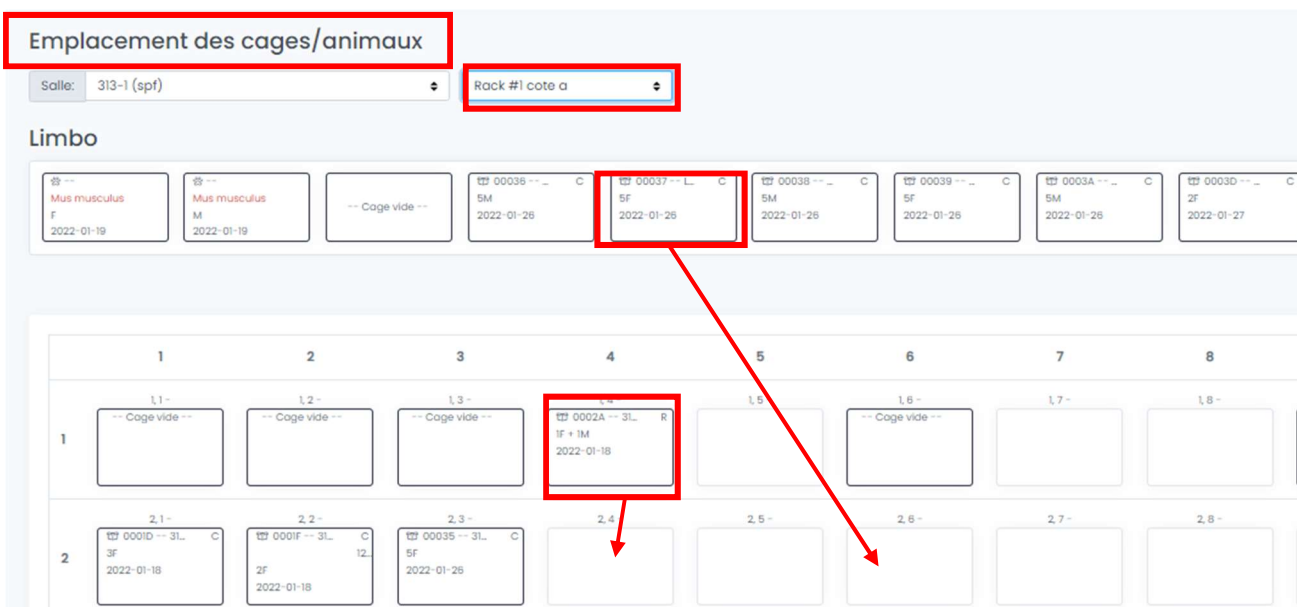 Emplacement des cages/animaux
Salle: 313-1 (spf) Rack #1 cote a
Limbo
--
Mus musculus
F
2022-01-19
--
Mus musculus
M
2022-01-19
-- Cage vide --
00036 -- ... C
5M
2022-01-26
00037 -- L... C
5F
2022-01-26
00038 -- ... C
5M
2022-01-26
00039 -- ... C
5F
2022-01-26
0003A -- ... C
5M
2022-01-26
0003D -- ... C
2F
2022-01-27
1 2 3 4 5 6 7 8
1
1, 1 -
-- Cage vide --
1, 2 -
-- Cage vide --
1, 3 -
-- Cage vide --
1, 4 -
0002A -- 31... R
1F + 1M
2022-01-18
1, 5
1, 6 -
-- Cage vide --
1, 7 -
1, 8 -
2
2, 1 -
0001D -- 31... C
3F
2022-01-18
2, 2 -
0001F -- 31... C
12...
2F
2022-01-18
2, 3 -
00035 -- 31... C
5F
2022-01-26
2, 4
2, 5 -
2, 6 -
2, 7 -
2, 8 -